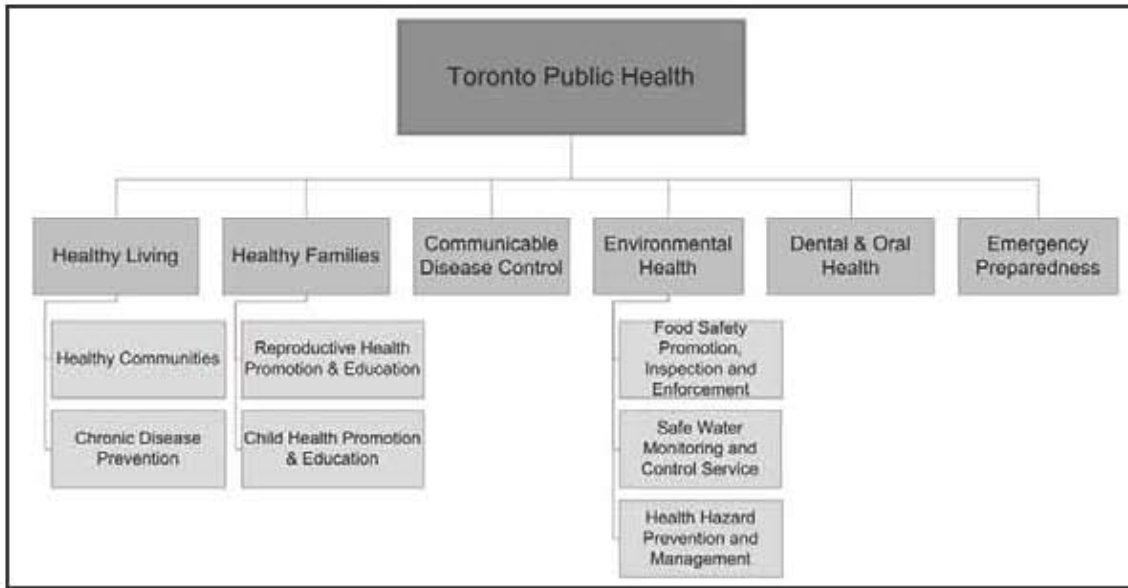 Toronto Public Health
Healthy Living
Healthy Families
Communicable
Disease Control
Environmental
Health
Dental & Oral
Health
Emergency
Preparedness
Healthy Communities
Chronic Disease
Prevention
Reproductive Health
Promotion & Education
Child Health Promotion
& Education
Food Safety
Promotion,
Inspection and
Enforcement
Safe Water
Monitoring and
Control Service
Health Hazard
Prevention and
Management